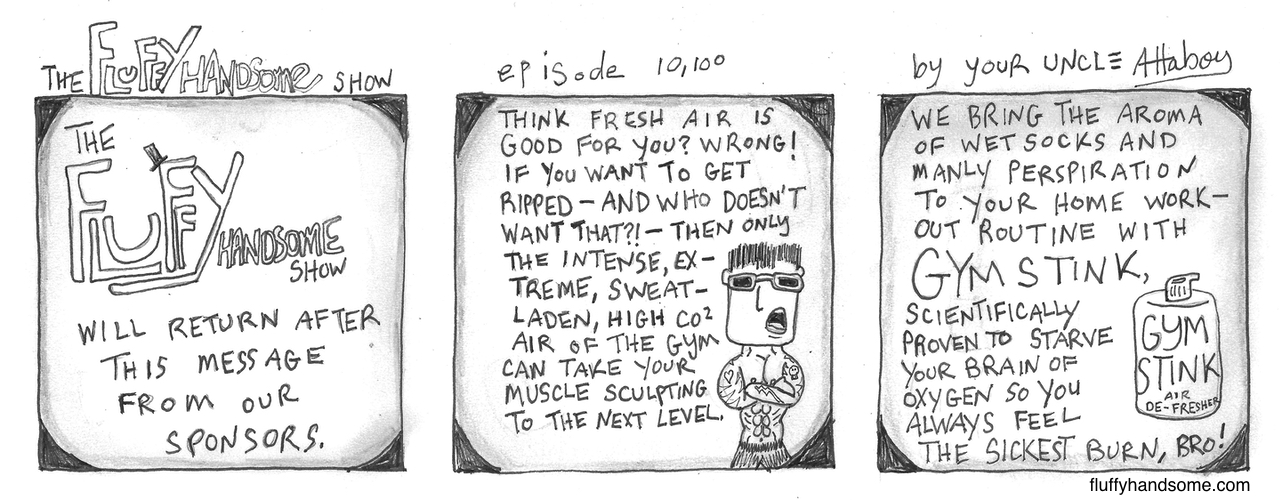 THE FLUFFY HANDSOME SHOW
episode 10,100
by YOUR UNCLE Attaboy
THE
FLUFFY
HANDSOME
SHOW
WILL RETURN AFTER
THIS MESSAGE
FROM OUR
SPONSORS.
THINK FRESH AIR IS
GOOD FOR YOU? WRONG!
IF YOU WANT TO GET
RIPPED – AND WHO DOESN'T
WANT THAT?! – THEN ONLY
THE INTENSE, EX–
TREME, SWEAT–
LADEN, HIGH CO²
AIR OF THE GYM
CAN TAKE YOUR
MUSCLE SCULPTING
TO THE NEXT LEVEL.
WE BRING THE AROMA
OF WET SOCKS AND
MANLY PERSPIRATION
TO YOUR HOME WORK–
OUT ROUTINE WITH
GYM STINK,
SCIENTIFICALLY
PROVEN TO STARVE
YOUR BRAIN OF
OXYGEN SO YOU
ALWAYS FEEL
THE SICKEST BURN, BRO!
GYM
STINK
AIR
DE-FRESHER
fluffyhandsome.com